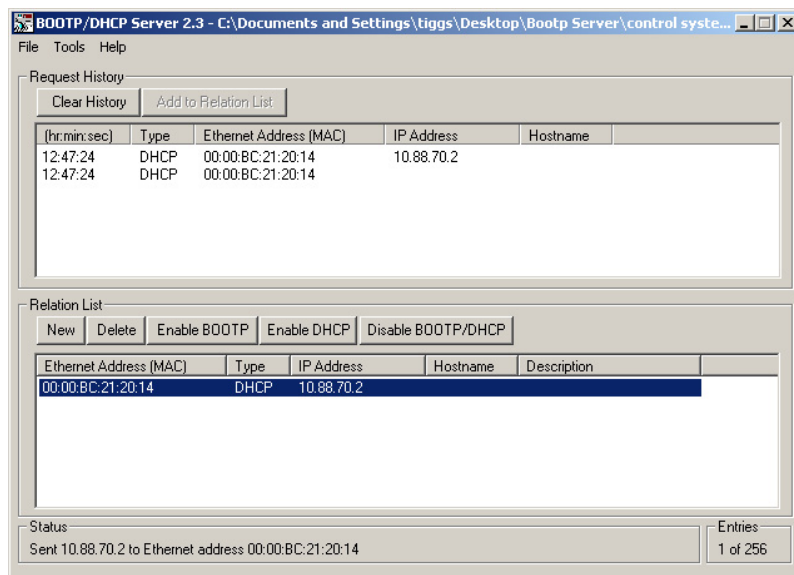 BOOTP/DHCP Server 2.3 - C:\Documents and Settings\tiggs\Desktop\Bootp Server\control syste...
File Tools Help
Request History
Clear History Add to Relation List
(hr:min:sec) Type Ethernet Address (MAC) IP Address Hostname
12:47:24 DHCP 00:00:BC:21:20:14 10.88.70.2
12:47:24 DHCP 00:00:BC:21:20:14
Relation List
New Delete Enable BOOTP Enable DHCP Disable BOOTP/DHCP
Ethernet Address (MAC) Type IP Address Hostname Description
00:00:BC:21:20:14 DHCP 10.88.70.2
Status Entries
Sent 10.88.70.2 to Ethernet address 00:00:BC:21:20:14 1 of 256